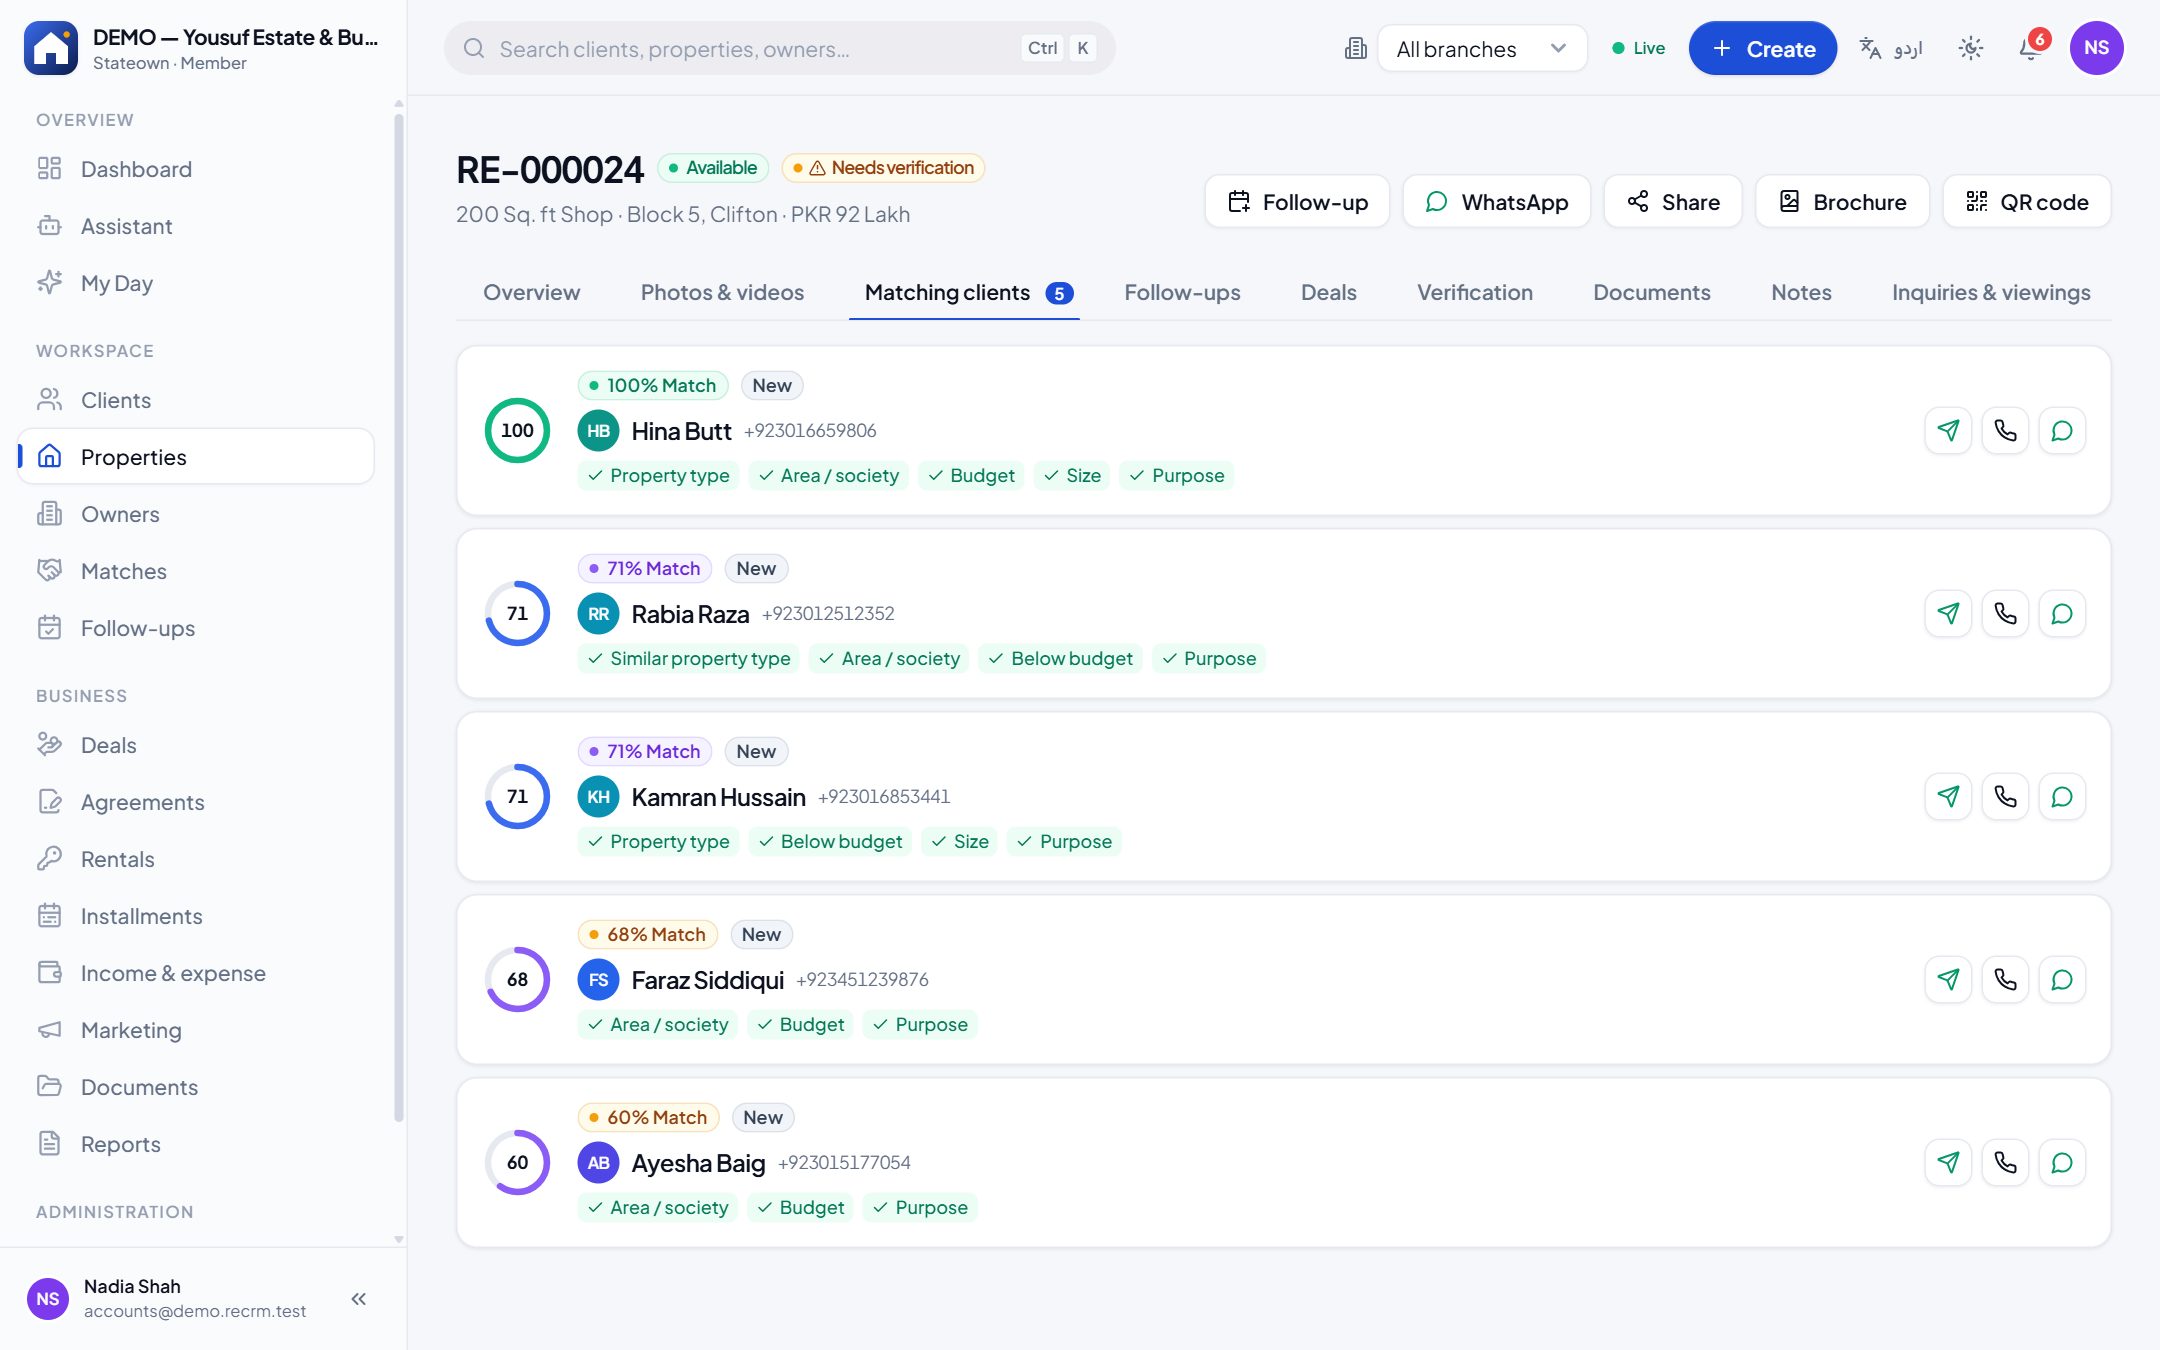 DEMO — Yousuf Estate & Bu...
Stateown · Member
OVERVIEW
Dashboard
Assistant
My Day
WORKSPACE
Clients
Properties
Owners
Matches
Follow-ups
BUSINESS
Deals
Agreements
Rentals
Installments
Income & expense
Marketing
Documents
Reports
ADMINISTRATION
NS
Nadia Shah
accounts@demo.recrm.test
Search clients, properties, owners...
Ctrl K
All branches
Live
Create
اردو
6
NS
RE-000024 Available Needs verification
200 Sq. ft Shop · Block 5, Clifton · PKR 92 Lakh
Follow-up WhatsApp Share Brochure QR code
Overview Photos & videos Matching clients 5 Follow-ups Deals Verification Documents Notes Inquiries & viewings
100% Match New
100 HB Hina Butt +923016659806
Property type Area / society Budget Size Purpose
71% Match New
71 RR Rabia Raza +923012512352
Similar property type Area / society Below budget Purpose
71% Match New
71 KH Kamran Hussain +923016853441
Property type Below budget Size Purpose
68% Match New
68 FS Faraz Siddiqui +923451239876
Area / society Budget Purpose
60% Match New
60 AB Ayesha Baig +923015177054
Area / society Budget Purpose